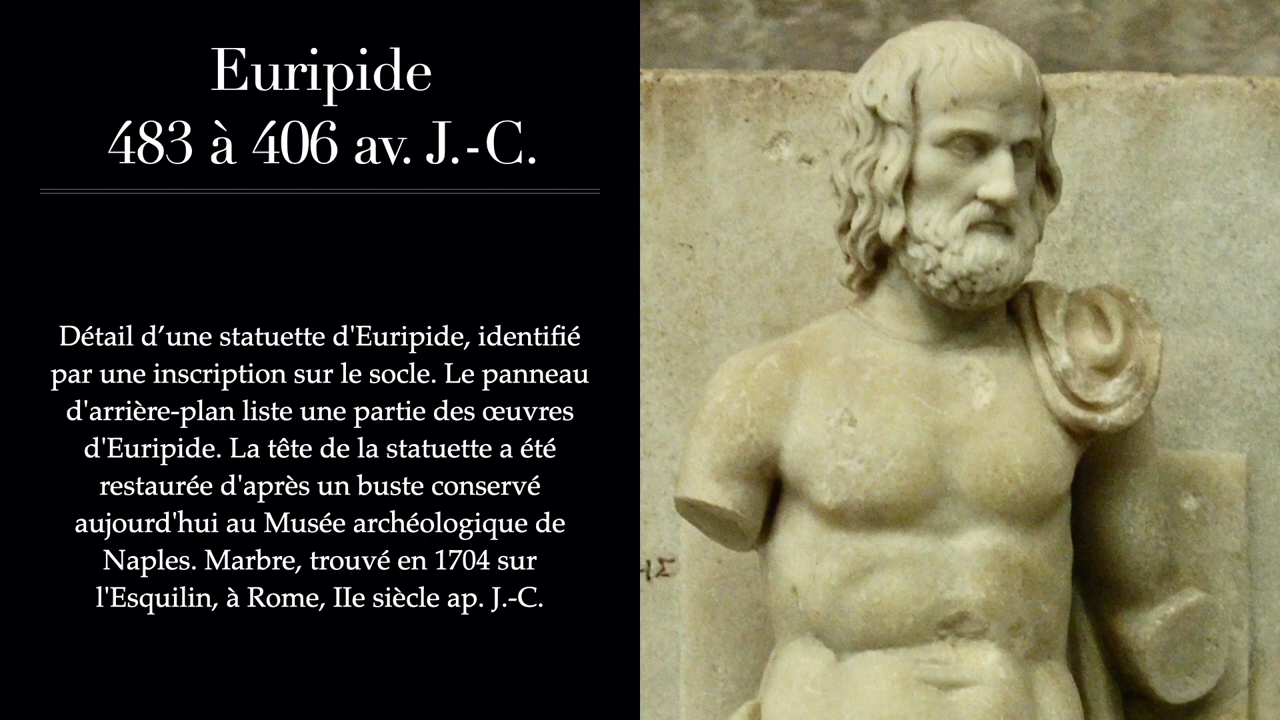 Euripide
483 à 406 av. J.-C.
Détail d’une statuette d'Euripide, identifié
par une inscription sur le socle. Le panneau
d'arrière-plan liste une partie des œuvres
d'Euripide. La tête de la statuette a été
restaurée d'après un buste conservé
aujourd'hui au Musée archéologique de
Naples. Marbre, trouvé en 1704 sur
l'Esquilin, à Rome, IIe siècle ap. J.-C.